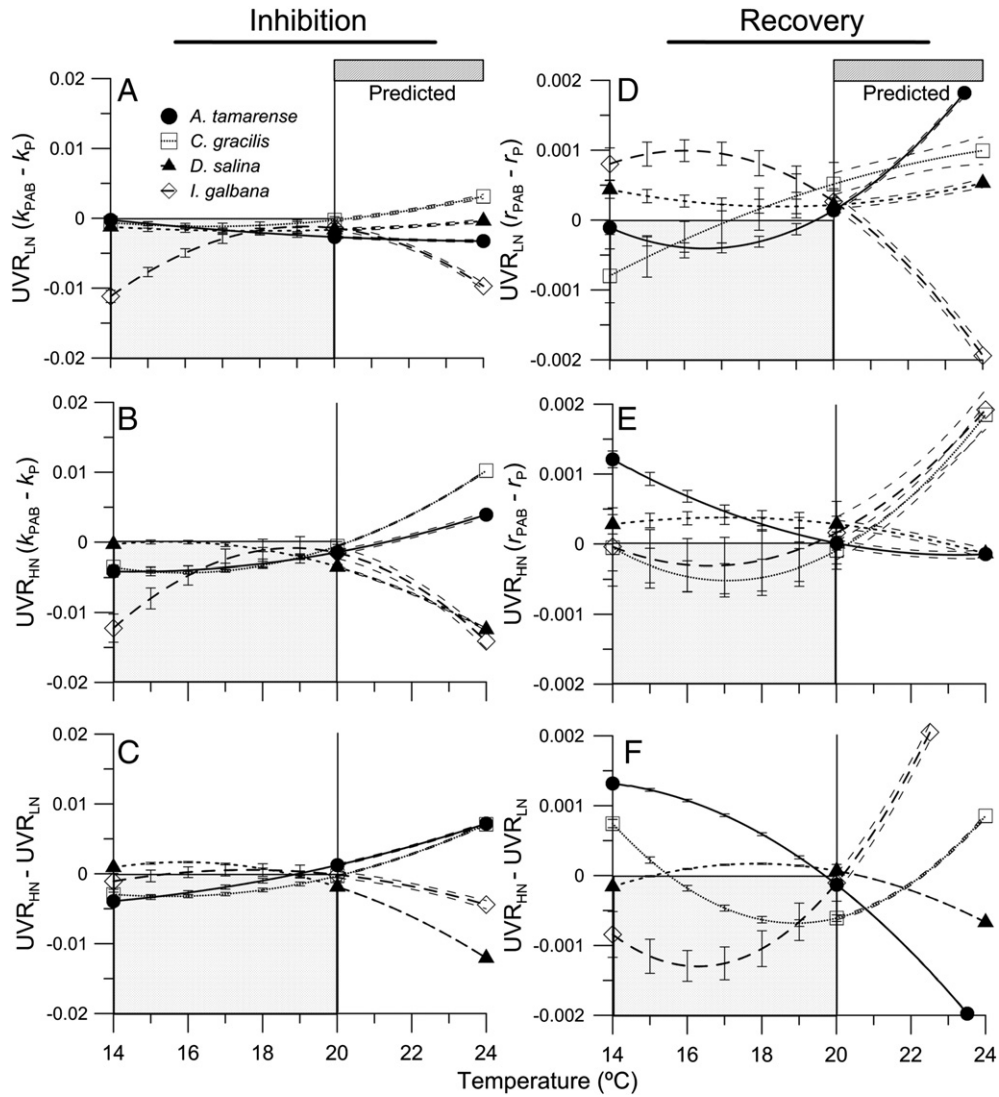 Inhibition
Recovery
A
0.02
0.01
0
-0.01
-0.02
UVR_LN (k_PAB - k_P)
Predicted
A. tamarense
C. gracilis
D. salina
I. galbana
D
0.002
0.001
0.000
-0.001
-0.002
UVR_LN (r_PAB - r_P)
Predicted
B
0.02
0.01
0
-0.01
-0.02
UVR_HN (k_PAB - k_P)
E
0.002
0.001
0.000
-0.001
-0.002
UVR_HN (r_PAB - r_P)
C
0.02
0.01
0.00
-0.01
-0.02
UVR_HN - UVR_LN
14 16 18 20 22 24
F
0.002
0.001
0.000
-0.001
-0.002
UVR_HN - UVR_LN
14 16 18 20 22 24
Temperature (ºC)